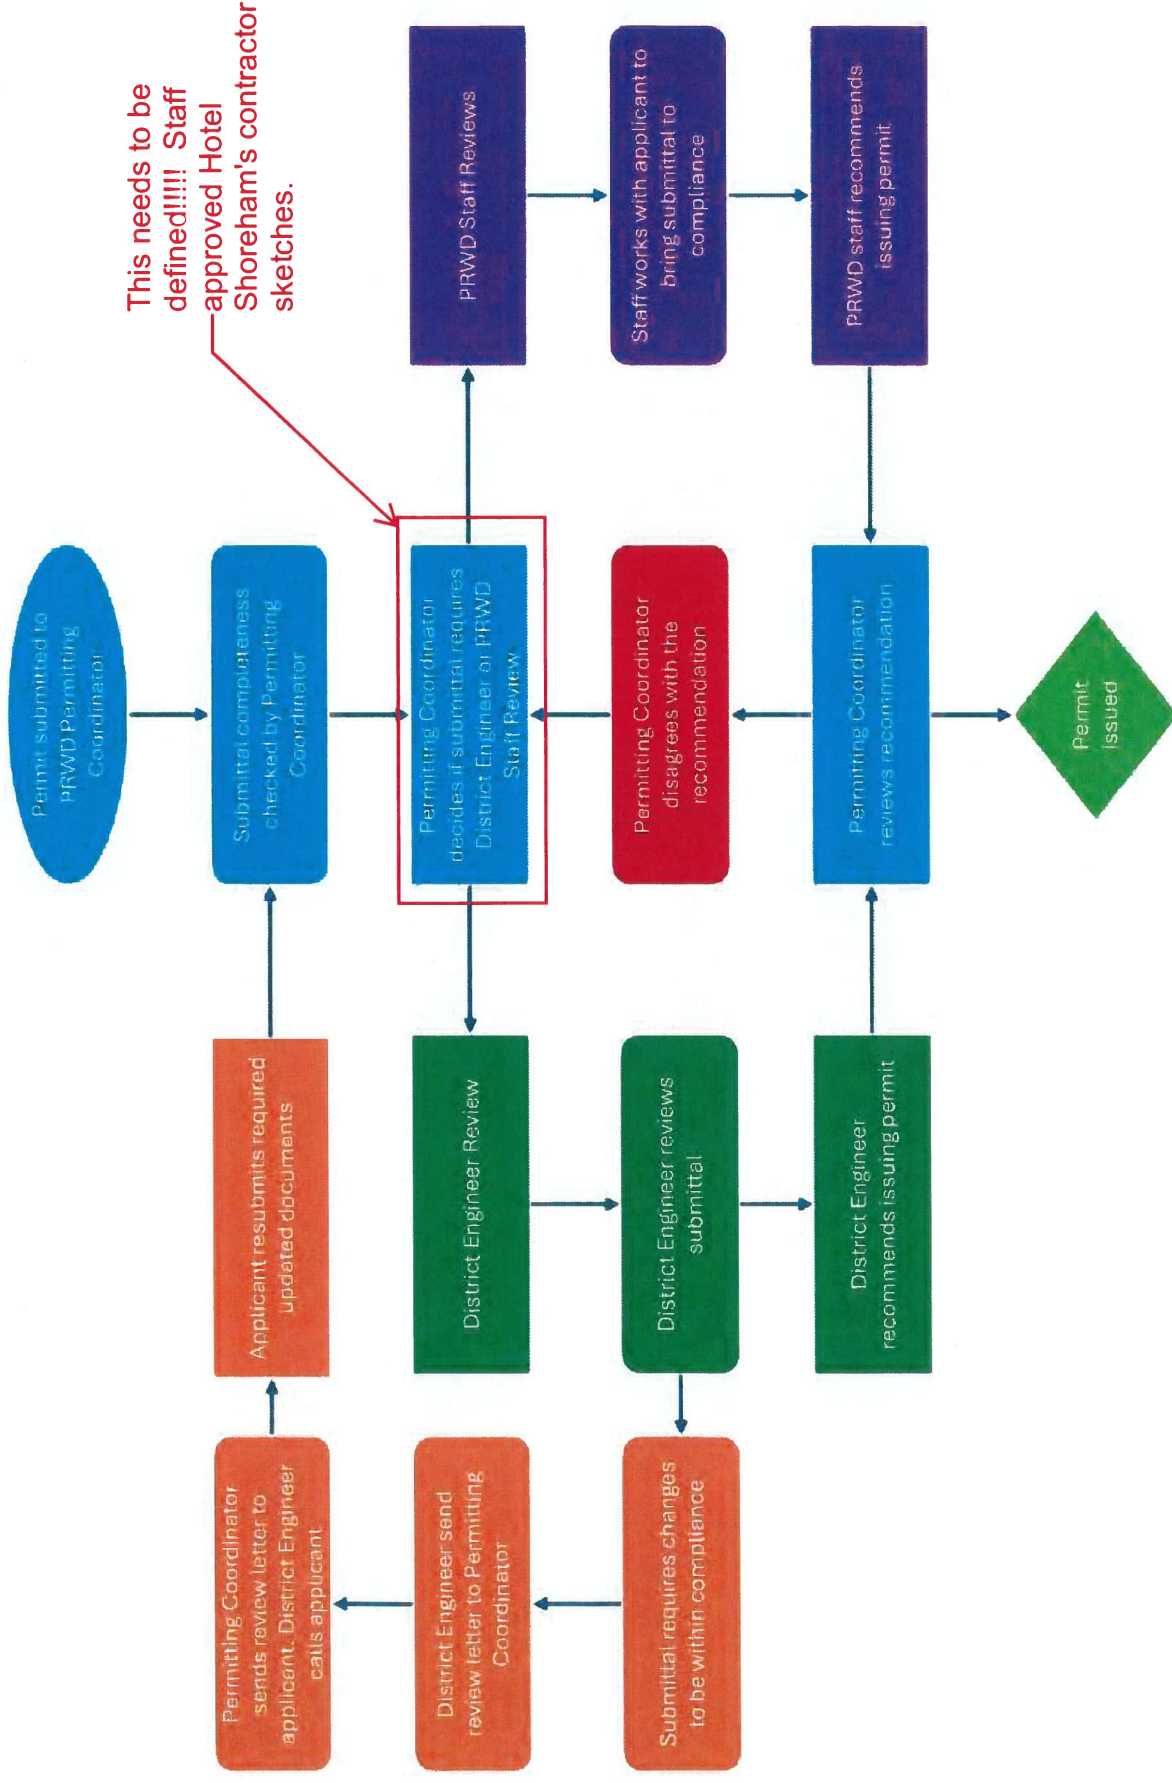 This needs to be
defined!!!!!  Staff
approved Hotel
Shoreham's contractor
sketches.
Permit submitted to
PRWD Permitting
Coordinator
Permitting Coordinator
sends review letter to
applicant. District Engineer
calls applicant
Applicant resubmits required
updated documents
Submittal completeness
checked by Permitting
Coordinator
District Engineer send
review letter to Permitting
Coordinator
District Engineer Review
Permitting Coordinator
decides if submittal requires
District Engineer or PRWD
Staff Review
PRWD Staff Reviews
Submittal requires changes
to be within compliance
District Engineer reviews
submittal
Permitting Coordinator
disagrees with the
recommendation
Staff works with applicant to
bring submittal to
compliance
District Engineer
recommends issuing permit
Permitting Coordinator
reviews recommendation
PRWD staff recommends
issuing permit
Permit
Issued